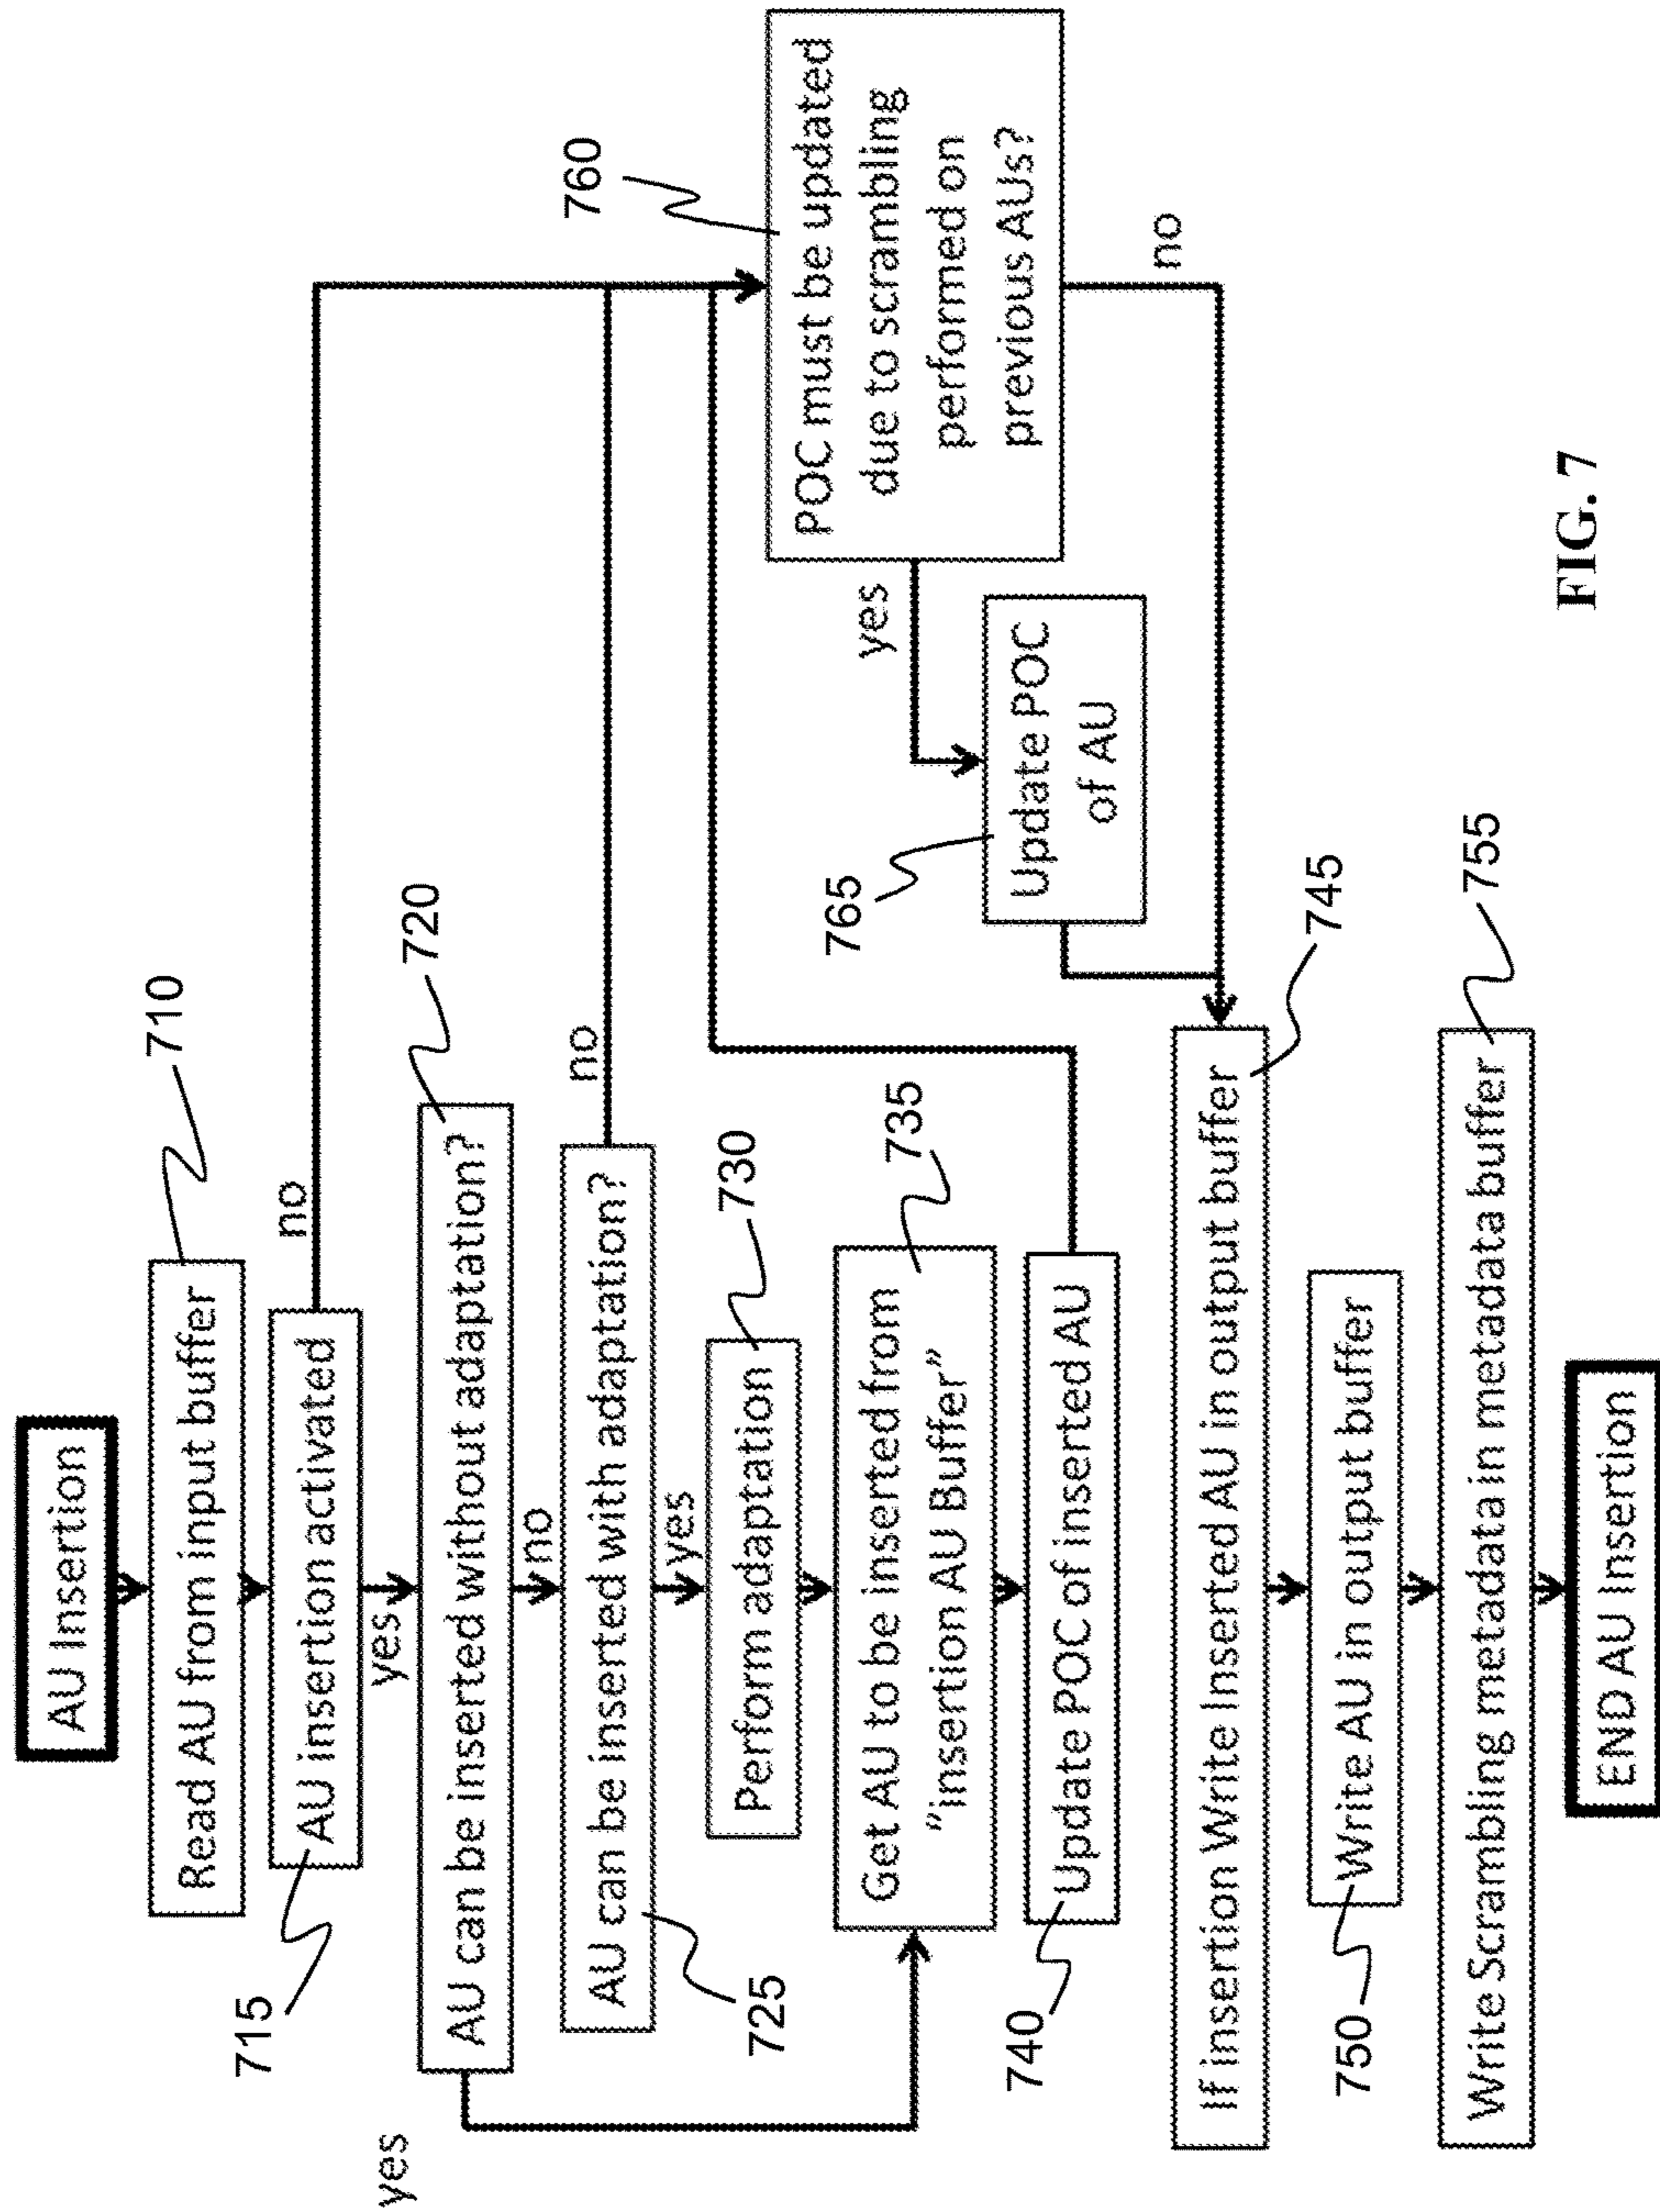 AU Insertion
710
Read AU from input buffer
715
AU insertion activated
no
yes
720
AU can be inserted without adaptation?
yes
no
725
AU can be inserted with adaptation?
no
yes
730
Perform adaptation
735
Get AU to be inserted from
"insertion AU Buffer"
740
Update POC of inserted AU
760
POC must be updated
due to scrambling
performed on
previous AUs?
yes
no
765
Update POC
of AU
745
If insertion Write Inserted AU in output buffer
750
Write AU in output buffer
755
Write Scrambling metadata in metadata buffer
END AU Insertion
FIG. 7